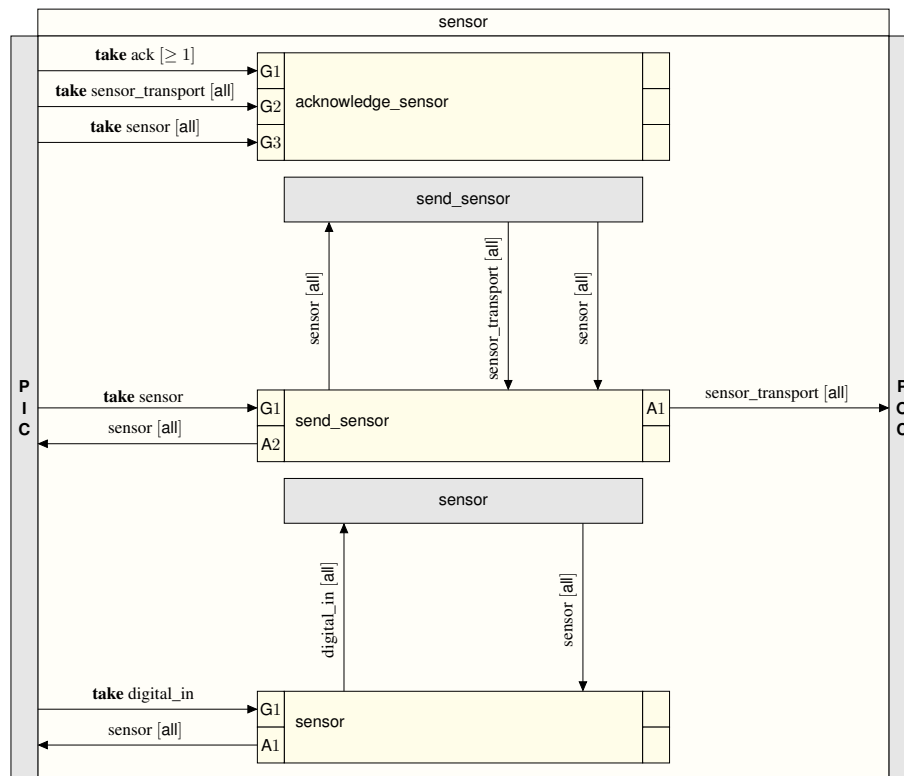 sensor
take ack [≥ 1]
G1
take sensor_transport [all]
G2
acknowledge_sensor
take sensor [all]
G3
send_sensor
sensor [all]
sensor_transport [all]
sensor [all]
P
I
C
take sensor
G1
send_sensor
A1
sensor_transport [all]
sensor [all]
A2
sensor
digital_in [all]
sensor [all]
take digital_in
G1
sensor
sensor [all]
A1